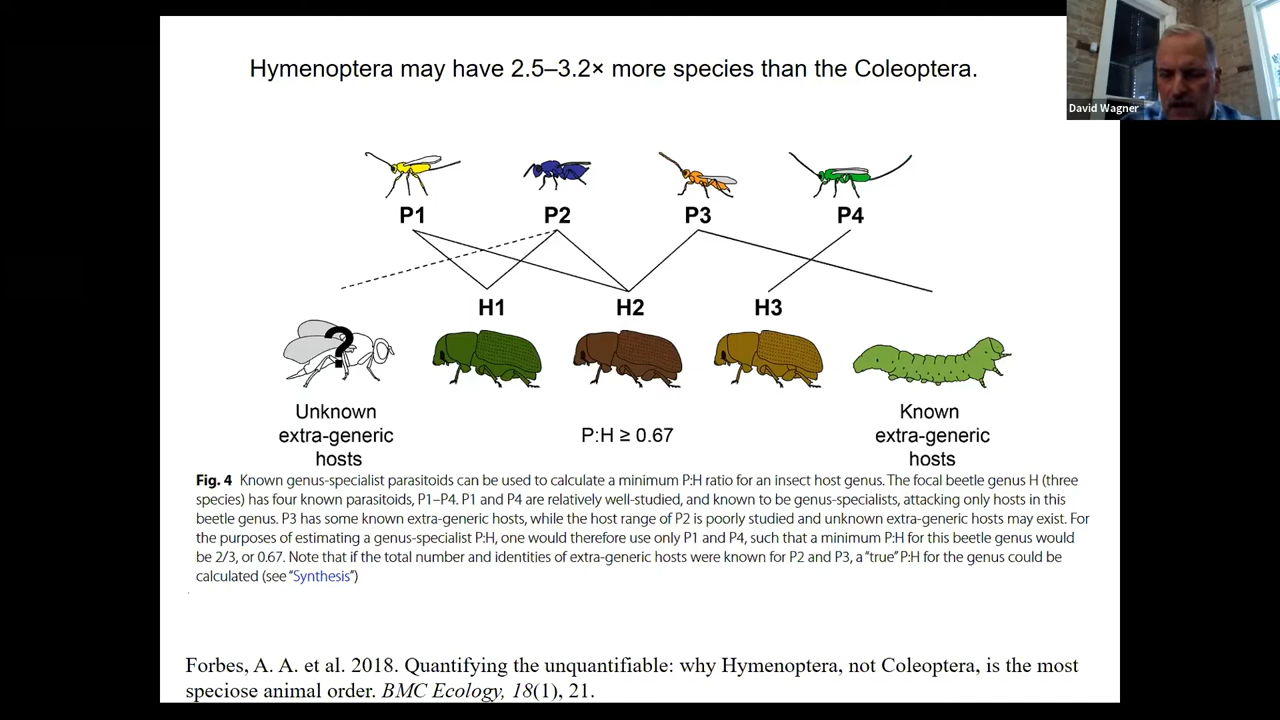 Hymenoptera may have 2.5–3.2× more species than the Coleoptera.
David Wagner
P1 P2 P3 P4
H1 H2 H3
?
Unknown
extra-generic
hosts
P:H ≥ 0.67
Known
extra-generic
hosts
Fig. 4 Known genus-specialist parasitoids can be used to calculate a minimum P:H ratio for an insect host genus. The focal beetle genus H (three
species) has four known parasitoids, P1–P4. P1 and P4 are relatively well-studied, and known to be genus-specialists, attacking only hosts in this
beetle genus. P3 has some known extra-generic hosts, while the host range of P2 is poorly studied and unknown extra-generic hosts may exist. For
the purposes of estimating a genus-specialist P:H, one would therefore use only P1 and P4, such that a minimum P:H for this beetle genus would
be 2/3, or 0.67. Note that if the total number and identities of extra-generic hosts were known for P2 and P3, a “true” P:H for the genus could be
calculated (see “Synthesis”)
Forbes, A. A. et al. 2018. Quantifying the unquantifiable: why Hymenoptera, not Coleoptera, is the most
speciose animal order. BMC Ecology, 18(1), 21.